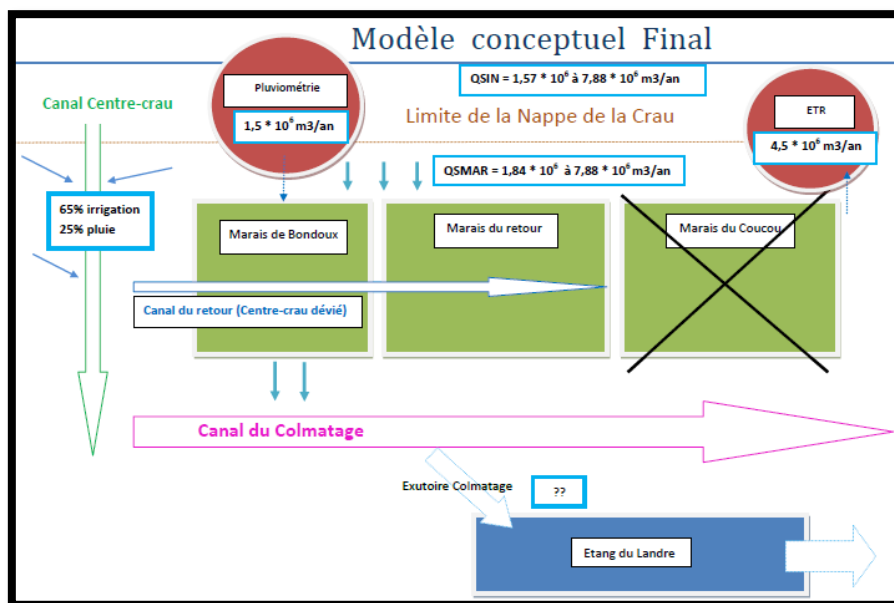 Modèle conceptuel Final
Pluviométrie
1,5 * 10⁶ m3/an
QSIN = 1,57 * 10⁶ à 7,88 * 10⁶ m3/an
ETR
4,5 * 10⁶ m3/an
Canal Centre-crau
Limite de la Nappe de la Crau
QSMAR = 1,84 * 10⁶ à 7,88 * 10⁶ m3/an
65% irrigation
25% pluie
Marais de Bondoux
Marais du retour
Marais du Coucou
Canal du retour (Centre-crau dévié)
Canal du Colmatage
Exutoire Colmatage
??
Etang du Landre